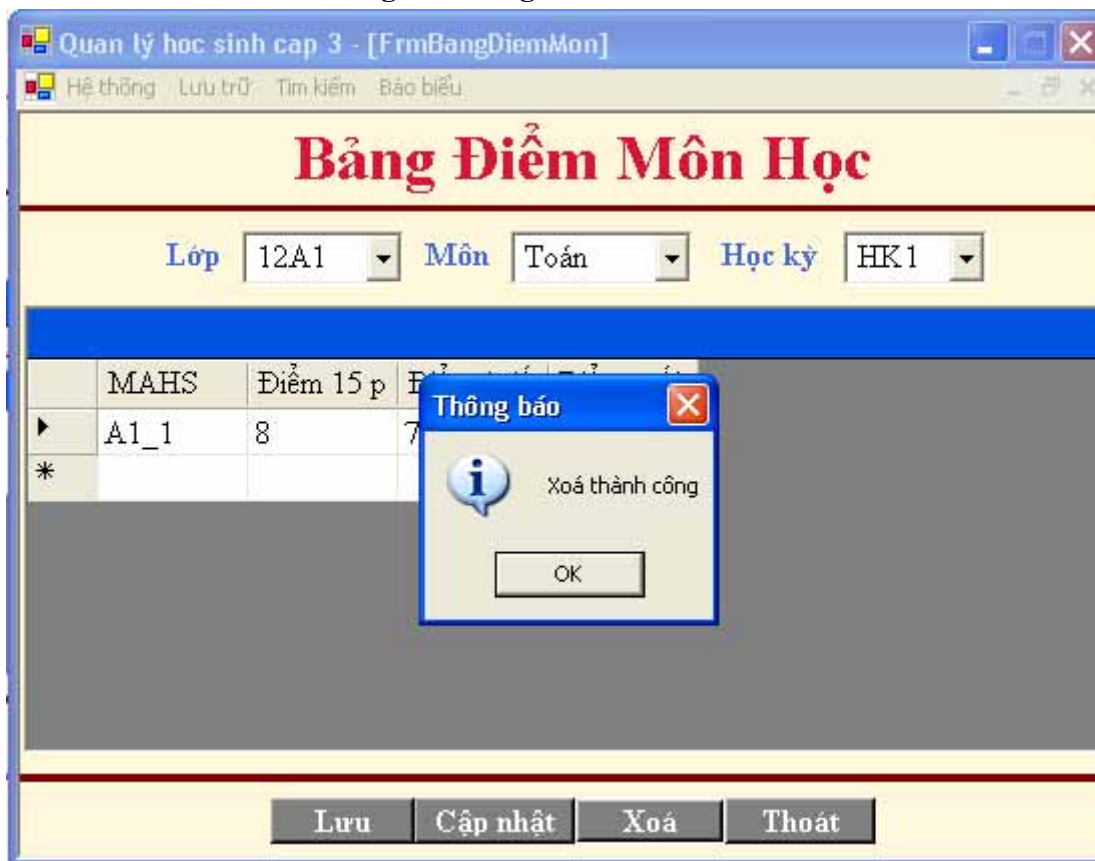 Quan lý hoc sinh cap 3 - [FrmBangDiemMon]
Hệ thống Lưu trữ Tìm kiếm Báo biểu
Bảng Điểm Môn Học
Lớp 12A1 Môn Toán Học kỳ HK1
MAHS Điểm 15 p
Thông báo
A1_1 8 7
*
Xoá thành công
OK
Lưu Cập nhật Xoá Thoát